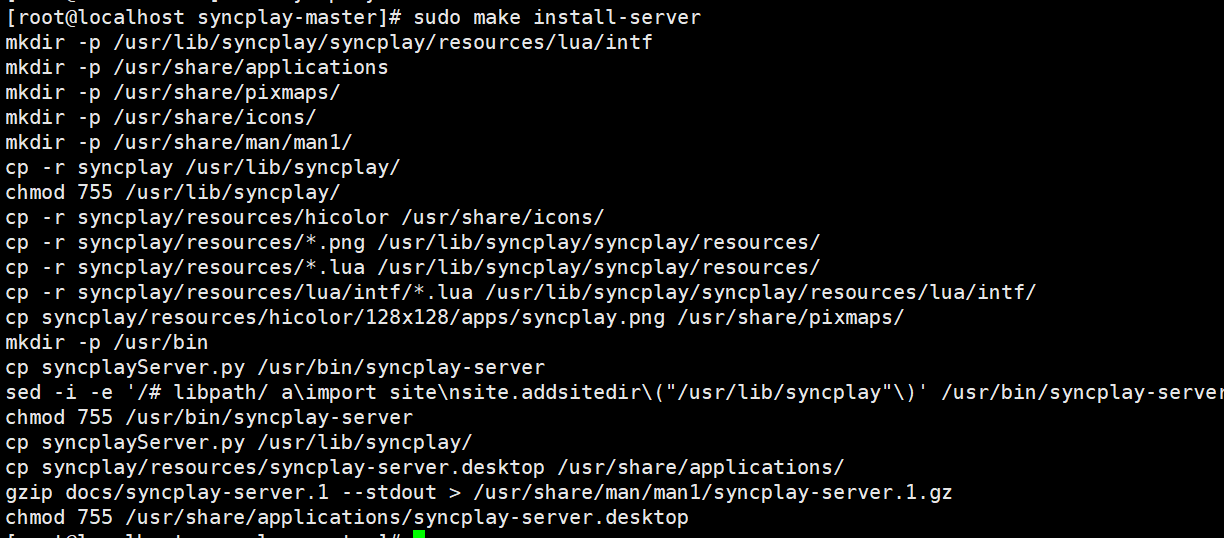 [root@localhost syncplay-master]# sudo make install-server
mkdir -p /usr/lib/syncplay/syncplay/resources/lua/intf
mkdir -p /usr/share/applications
mkdir -p /usr/share/pixmaps/
mkdir -p /usr/share/icons/
mkdir -p /usr/share/man/man1/
cp -r syncplay /usr/lib/syncplay/
chmod 755 /usr/lib/syncplay/
cp -r syncplay/resources/hicolor /usr/share/icons/
cp -r syncplay/resources/*.png /usr/lib/syncplay/syncplay/resources/
cp -r syncplay/resources/*.lua /usr/lib/syncplay/syncplay/resources/
cp -r syncplay/resources/lua/intf/*.lua /usr/lib/syncplay/syncplay/resources/lua/intf/
cp syncplay/resources/hicolor/128x128/apps/syncplay.png /usr/share/pixmaps/
mkdir -p /usr/bin
cp syncplayServer.py /usr/bin/syncplay-server
sed -i -e '/# libpath/ a\import site\nsite.addsitedir\("/usr/lib/syncplay"\)' /usr/bin/syncplay-server
chmod 755 /usr/bin/syncplay-server
cp syncplayServer.py /usr/lib/syncplay/
cp syncplay/resources/syncplay-server.desktop /usr/share/applications/
gzip docs/syncplay-server.1 --stdout > /usr/share/man/man1/syncplay-server.1.gz
chmod 755 /usr/share/applications/syncplay-server.desktop